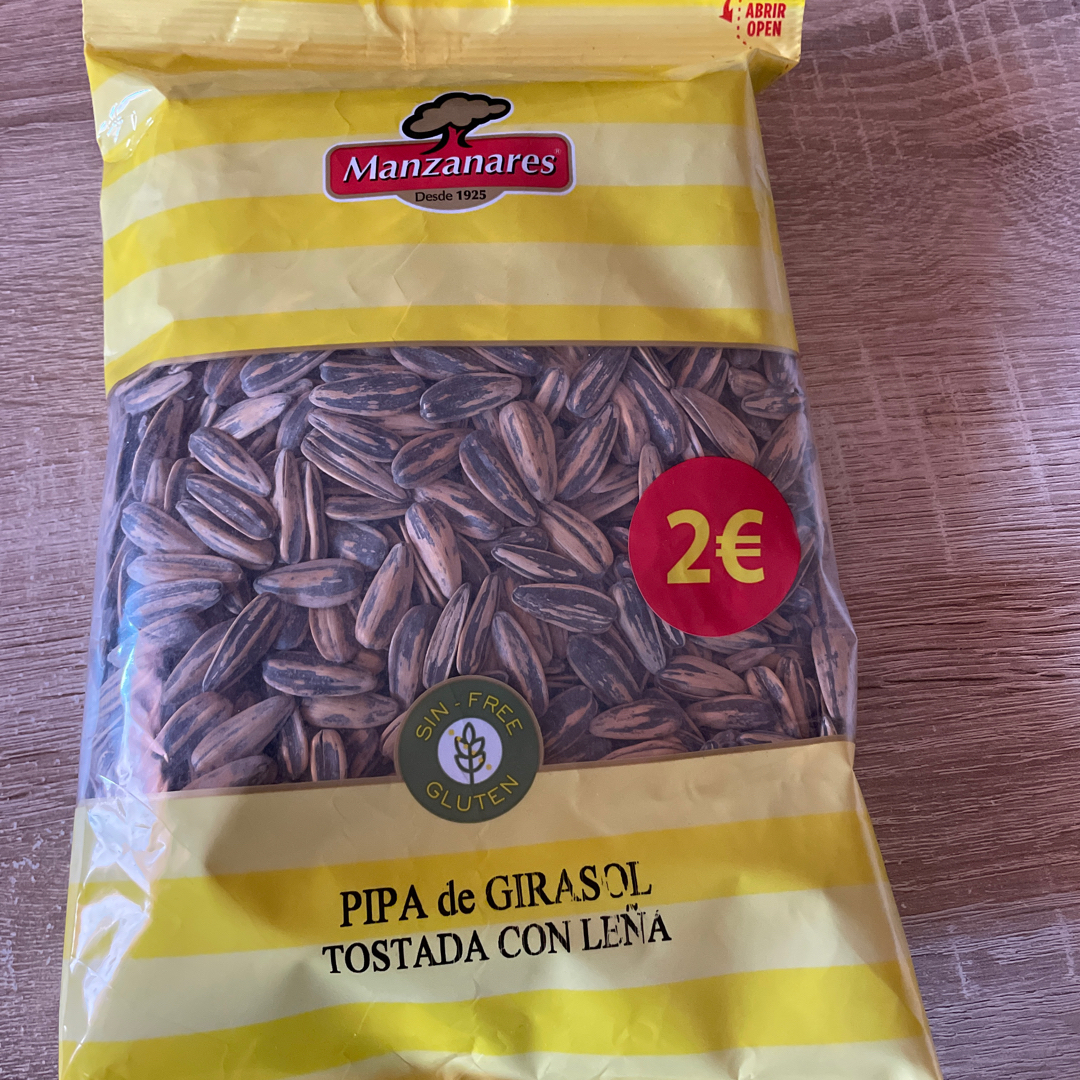 ABRIR
OPEN
Manzanares®
Desde 1925
2€
SIN - FREE
GLUTEN
PIPA de GIRASOL
TOSTADA CON LEÑA